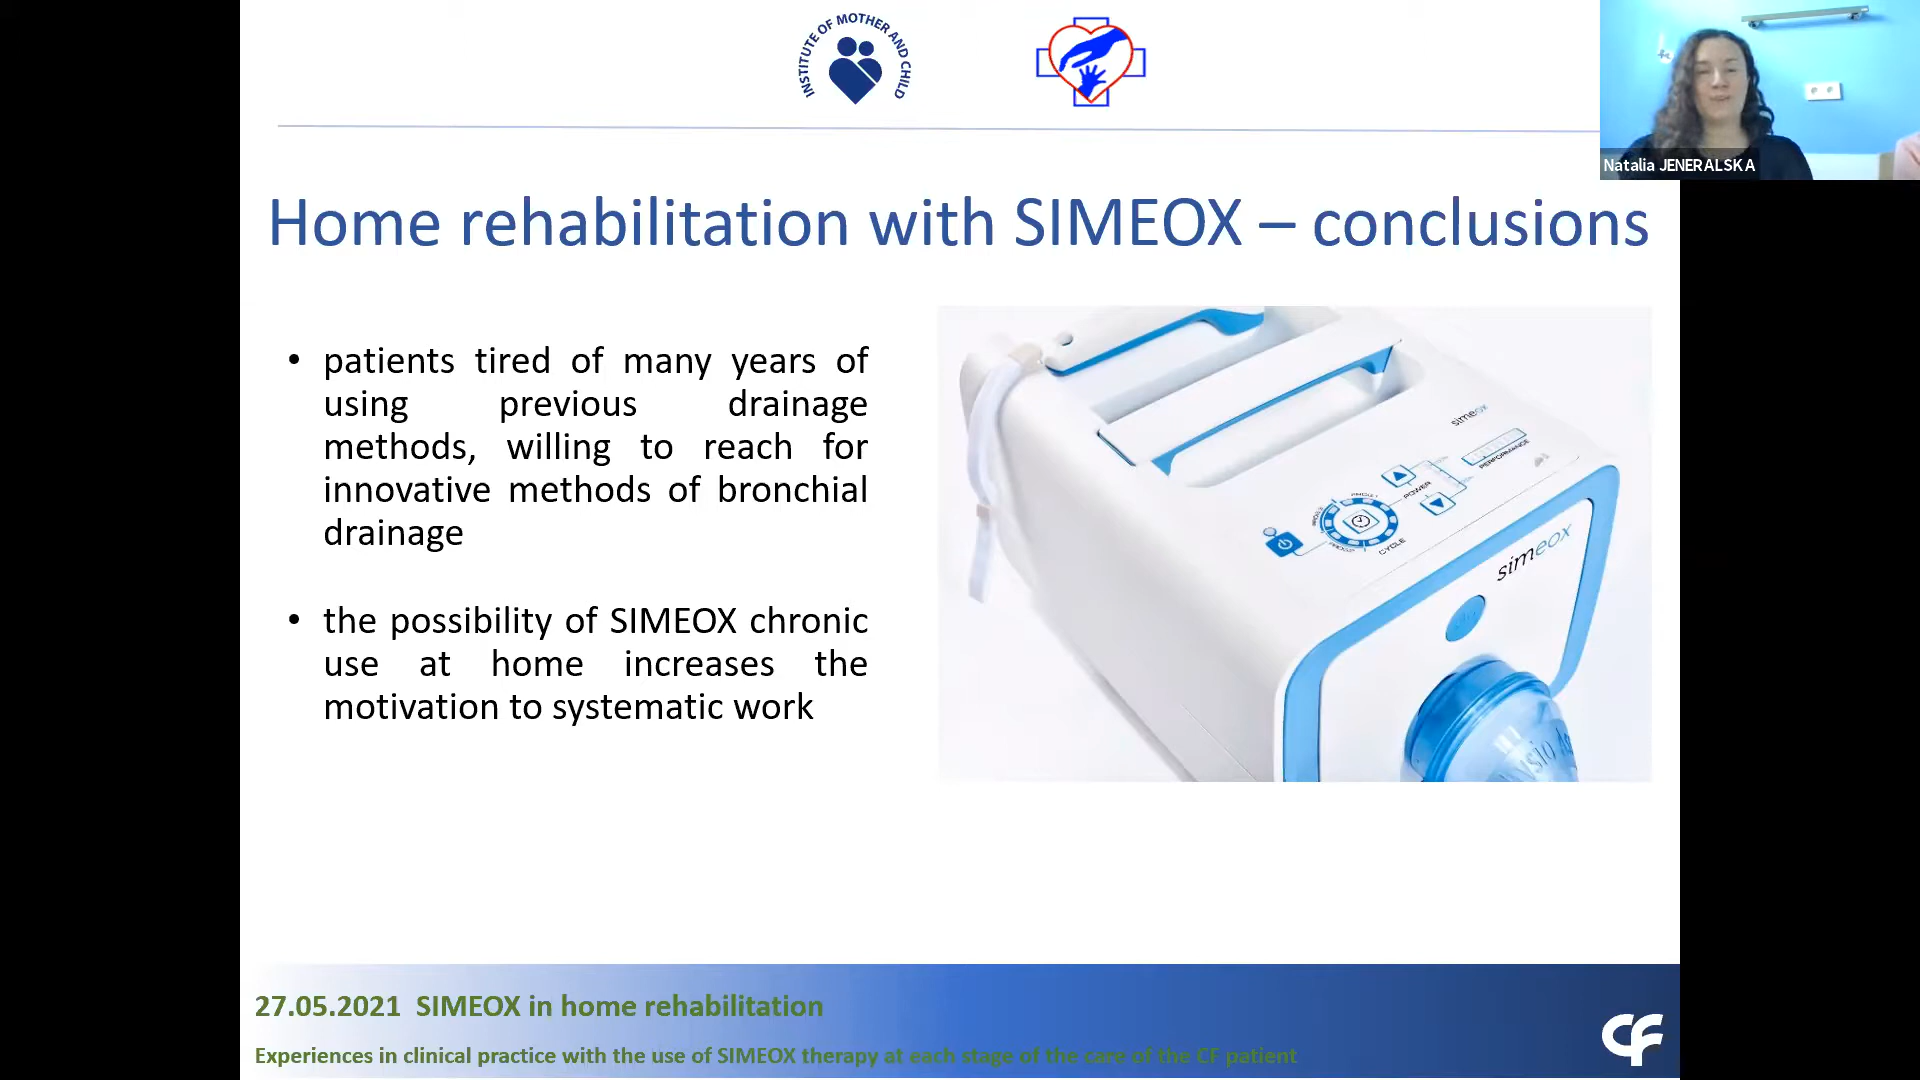 INSTITUTE OF MOTHER AND CHILD
Natalia JENERALSKA
Home rehabilitation with SIMEOX – conclusions
• patients tired of many years of
using previous drainage
methods, willing to reach for
innovative methods of bronchial
drainage
• the possibility of SIMEOX chronic
use at home increases the
motivation to systematic work
simeox
PERFORMANCE
POWER
CYCLE
simeox
27.05.2021 SIMEOX in home rehabilitation
Experiences in clinical practice with the use of SIMEOX therapy at each stage of the care of the CF patient
CF